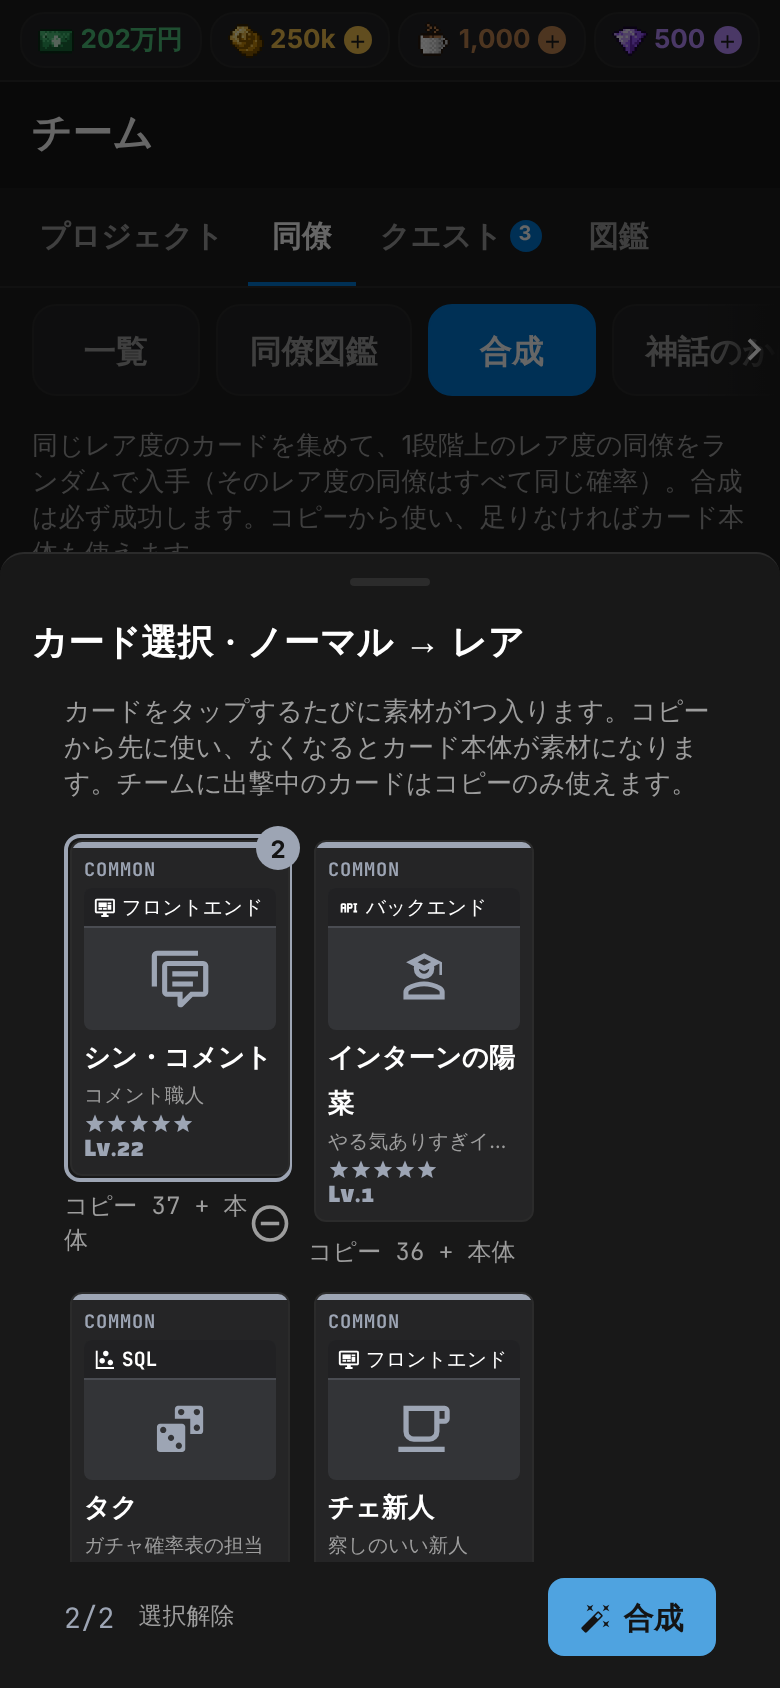 202万円 250k 1,000 500
チーム
プロジェクト 同僚 クエスト 3 図鑑
一覧 同僚図鑑 合成 神話のか
同じレア度のカードを集めて、1段階上のレア度の同僚をラ
ンダムで入手（そのレア度の同僚はすべて同じ確率）。合成
は必ず成功します。コピーから使い、足りなければカード本
体も使えます
カード選択 · ノーマル → レア
カードをタップするたびに素材が1つ入ります。コピー
から先に使い、なくなるとカード本体が素材になりま
す。チームに出撃中のカードはコピーのみ使えます。
2
COMMON
フロントエンド
シン・コメント
コメント職人
Lv.22
コピー 37 + 本
体
COMMON
API バックエンド
インターンの陽
菜
やる気ありすぎイ...
Lv.1
コピー 36 + 本体
COMMON
SQL
タク
ガチャ確率表の担当
COMMON
フロントエンド
チェ新人
察しのいい新人
2/2 選択解除 合成